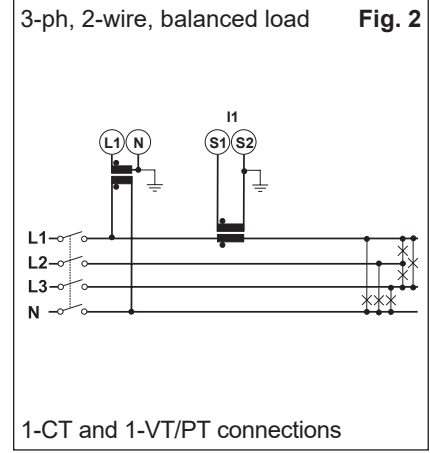 3-ph, 2-wire, balanced load Fig. 2
I1
L1 N S1 S2
L1
L2
L3
N
1-CT and 1-VT/PT connections